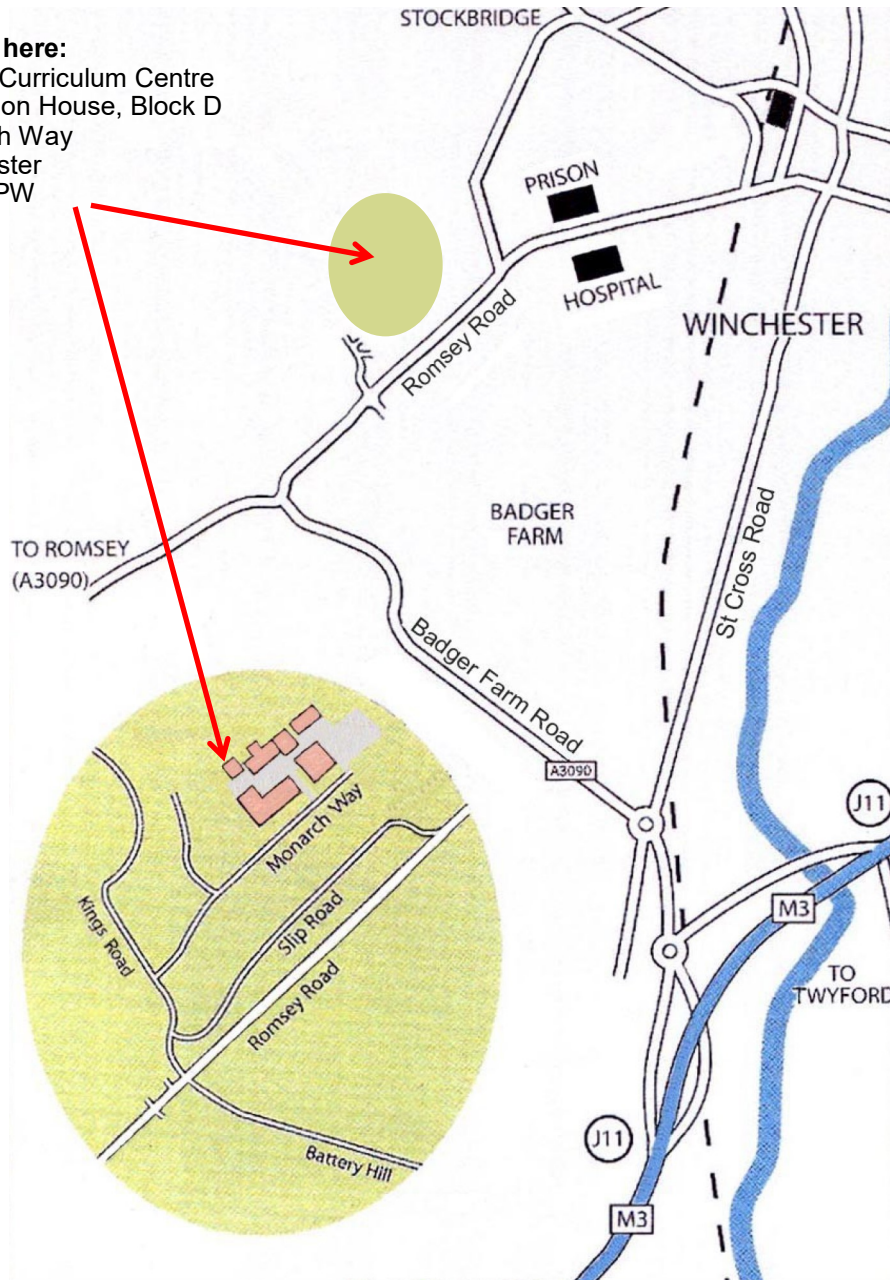 STOCKBRIDGE
here:
Curriculum Centre
on House, Block D
h Way
ster
PW
PRISON
HOSPITAL
WINCHESTER
Romsey Road
BADGER
FARM
St Cross Road
TO ROMSEY
(A3090)
Badger Farm Road
A3090
J11
M3
TO
TWYFORD
Monarch Way
Kings Road
Slip Road
Romsey Road
Battery Hill
J11
M3